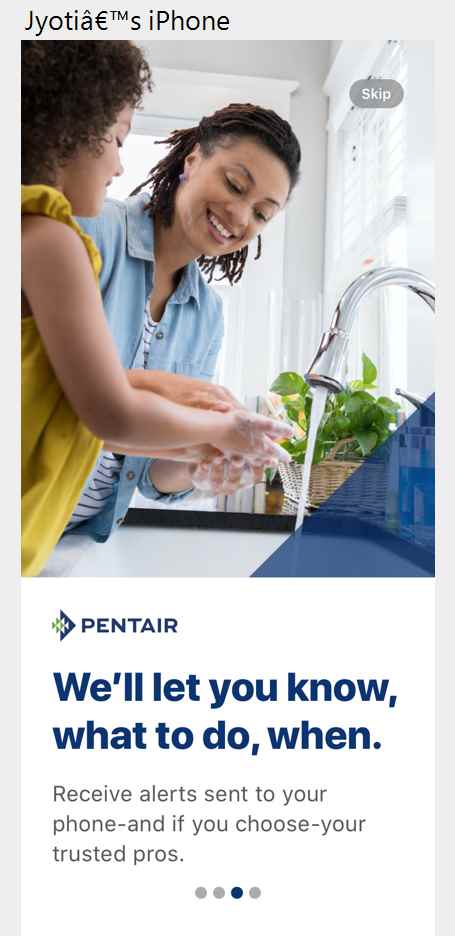 Jyotiâ€™s iPhone
Skip
PENTAIR
We’ll let you know,
what to do, when.
Receive alerts sent to your
phone-and if you choose-your
trusted pros.